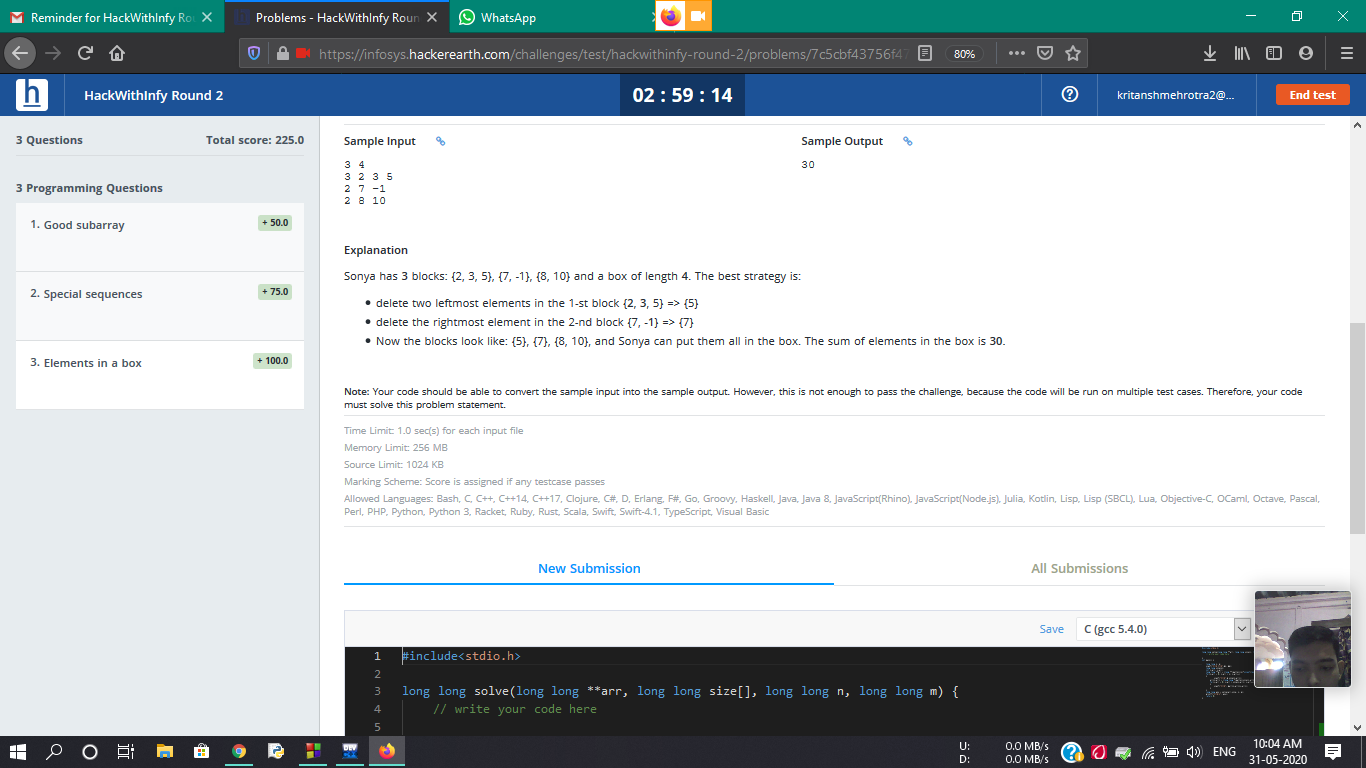 Reminder for HackWithInfy Ro
Problems - HackWithInfy Roun
WhatsApp
https://infosys.hackerearth.com/challenges/test/hackwithinfy-round-2/problems/7c5cbf43756f47
80%
h
HackWithInfy Round 2
02 : 59 : 14
kritanshmehrotra2@...
End test
3 Questions
Total score: 225.0
3 Programming Questions
1. Good subarray
+ 50.0
2. Special sequences
+ 75.0
3. Elements in a box
+ 100.0
Sample Input
3 4
3 2 3 5
2 7 -1
2 8 10
Sample Output
30
Explanation
Sonya has 3 blocks: {2, 3, 5}, {7, -1}, {8, 10} and a box of length 4. The best strategy is:
• delete two leftmost elements in the 1-st block {2, 3, 5} => {5}
• delete the rightmost element in the 2-nd block {7, -1} => {7}
• Now the blocks look like: {5}, {7}, {8, 10}, and Sonya can put them all in the box. The sum of elements in the box is 30.
Note: Your code should be able to convert the sample input into the sample output. However, this is not enough to pass the challenge, because the code will be run on multiple test cases. Therefore, your code
must solve this problem statement.
Time Limit: 1.0 sec(s) for each input file
Memory Limit: 256 MB
Source Limit: 1024 KB
Marking Scheme: Score is assigned if any testcase passes
Allowed Languages: Bash, C, C++, C++14, C++17, Clojure, C#, D, Erlang, F#, Go, Groovy, Haskell, Java, Java 8, JavaScript(Rhino), JavaScript(Node.js), Julia, Kotlin, Lisp, Lisp (SBCL), Lua, Objective-C, OCaml, Octave, Pascal,
Perl, PHP, Python, Python 3, Racket, Ruby, Rust, Scala, Swift, Swift-4.1, TypeScript, Visual Basic
New Submission
All Submissions
Save
C (gcc 5.4.0)
1 #include<stdio.h>
2
3 long long solve(long long **arr, long long size[], long long n, long long m) {
4 // write your code here
5
U: 0.0 MB/s
D: 0.0 MB/s
ENG
10:04 AM
31-05-2020